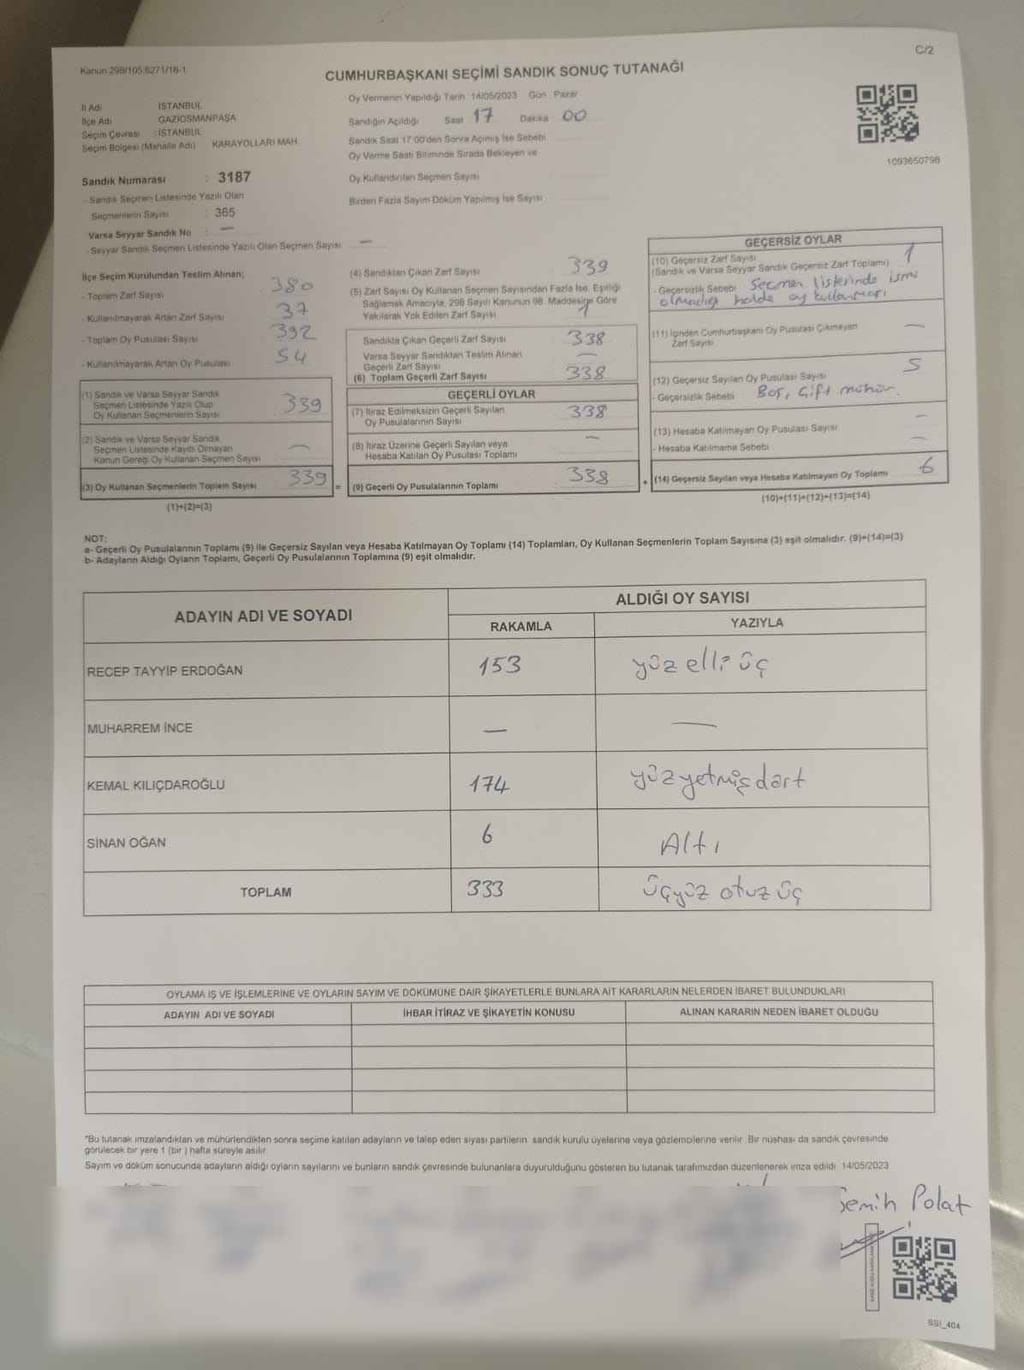 C/2
Kanun 298/105;6271/16-1
CUMHURBAŞKANI SEÇİMİ SANDIK SONUÇ TUTANAĞI
İl Adı : İSTANBUL
İlçe Adı : GAZİOSMANPAŞA
Seçim Çevresi : İSTANBUL
Seçim Bölgesi (Mahalle Adı) : KARAYOLLARI MAH.
Oy Vermenin Yapıldığı Tarih :14/05/2023 Gün : Pazar
Sandığın Açıldığı Saat 17 Dakika 00
Sandık Saat 17:00'den Sonra Açılmış İse Sebebi
Oy Verme Saati Bitiminde Sırada Bekleyen ve
Oy Kullandırılan Seçmen Sayısı
Birden Fazla Sayım Döküm Yapılmış İse Sayısı
1093650798
Sandık Numarası : 3187
- Sandık Seçmen Listesinde Yazılı Olan
Seçmenlerin Sayısı : 365
Varsa Seyyar Sandık No : —
- Seyyar Sandık Seçmen Listesinde Yazılı Olan Seçmen Sayısı : —
İlçe Seçim Kurulundan Teslim Alınan;
- Toplam Zarf Sayısı 380
- Kullanılmayarak Artan Zarf Sayısı 37
- Toplam Oy Pusulası Sayısı 392
- Kullanılmayarak Artan Oy Pusulası 54
(1) Sandık ve Varsa Seyyar Sandık
Seçmen Listesinde Yazılı Olup
Oy Kullanan Seçmenlerin Sayısı 339
(2) Sandık ve Varsa Seyyar Sandık
Seçmen Listesinde Kayıtlı Olmayan
Kanun Gereği Oy Kullanan Seçmen Sayısı —
(3) Oy Kullanan Seçmenlerin Toplam Sayısı 339 =
(1)+(2)=(3)
(4) Sandıktan Çıkan Zarf Sayısı 339
(5) Zarf Sayısı Oy Kullanan Seçmen Sayısından Fazla İse, Eşitliği
Sağlamak Amacıyla, 298 Sayılı Kanunun 98. Maddesine Göre
Yakılarak Yok Edilen Zarf Sayısı 1
Sandıkta Çıkan Geçerli Zarf Sayısı 338
Varsa Seyyar Sandıktan Teslim Alınan
Geçerli Zarf Sayısı —
(6) Toplam Geçerli Zarf Sayısı 338
GEÇERLİ OYLAR
(7) İtiraz Edilmeksizin Geçerli Sayılan
Oy Pusulalarının Sayısı 338
(8) İtiraz Üzerine Geçerli Sayılan veya
Hesaba Katılan Oy Pusulası Toplamı —
(9) Geçerli Oy Pusulalarının Toplamı 338 +
GEÇERSİZ OYLAR
(10) Geçersiz Zarf Sayısı
(Sandık ve Varsa Seyyar Sandık Geçersiz Zarf Toplamı) 1
- Geçersizlik Sebebi Seçmen listerinde ismi
olmadığı halde oy kullanması
(11) İçinden Cumhurbaşkanı Oy Pusulası Çıkmayan
Zarf Sayısı —
(12) Geçersiz Sayılan Oy Pusulası Sayısı 5
- Geçersizlik Sebebi Boş, çift mühür.
(13) Hesaba Katılmayan Oy Pusulası Sayısı —
- Hesaba Katılmama Sebebi —
(14) Geçersiz Sayılan veya Hesaba Katılmayan Oy Toplamı 6
(10)+(11)+(12)+(13)=(14)
NOT:
a- Geçerli Oy Pusulalarının Toplamı (9) ile Geçersiz Sayılan veya Hesaba Katılmayan Oy Toplamı (14) Toplamları, Oy Kullanan Seçmenlerin Toplam Sayısına (3) eşit olmalıdır. (9)+(14)=(3)
b- Adayların Aldığı Oyların Toplamı, Geçerli Oy Pusulalarının Toplamına (9) eşit olmalıdır.
ADAYIN ADI VE SOYADI
ALDIĞI OY SAYISI
RAKAMLA YAZIYLA
RECEP TAYYİP ERDOĞAN 153 yüz elli üç
MUHARREM İNCE — —
KEMAL KILIÇDAROĞLU 174 yüzyetmişdört
SİNAN OĞAN 6 Altı
TOPLAM 333 üçyüz otuz üç
OYLAMA İŞ VE İŞLEMLERİNE VE OYLARIN SAYIM VE DÖKÜMÜNE DAİR ŞİKAYETLERLE BUNLARA AİT KARARLARIN NELERDEN İBARET BULUNDUKLARI
ADAYIN ADI VE SOYADI İHBAR İTİRAZ VE ŞİKAYETİN KONUSU ALINAN KARARIN NEDEN İBARET OLDUĞU
*Bu tutanak imzalandıktan ve mühürlendikten sonra seçime katılan adayların ve talep eden siyasi partilerin sandık kurulu üyelerine veya gözlemcilerine verilir. Bir nüshası da sandık çevresinde
görülecek bir yere 1 (bir) hafta süreyle asılır.
Sayım ve döküm sonucunda adayların aldığı oyların sayılarını ve bunların sandık çevresinde bulunanlara duyurulduğunu gösteren bu tutanak tarafımızdan düzenlenerek imza edildi. 14/05/2023
Semih Polat
SSI_404